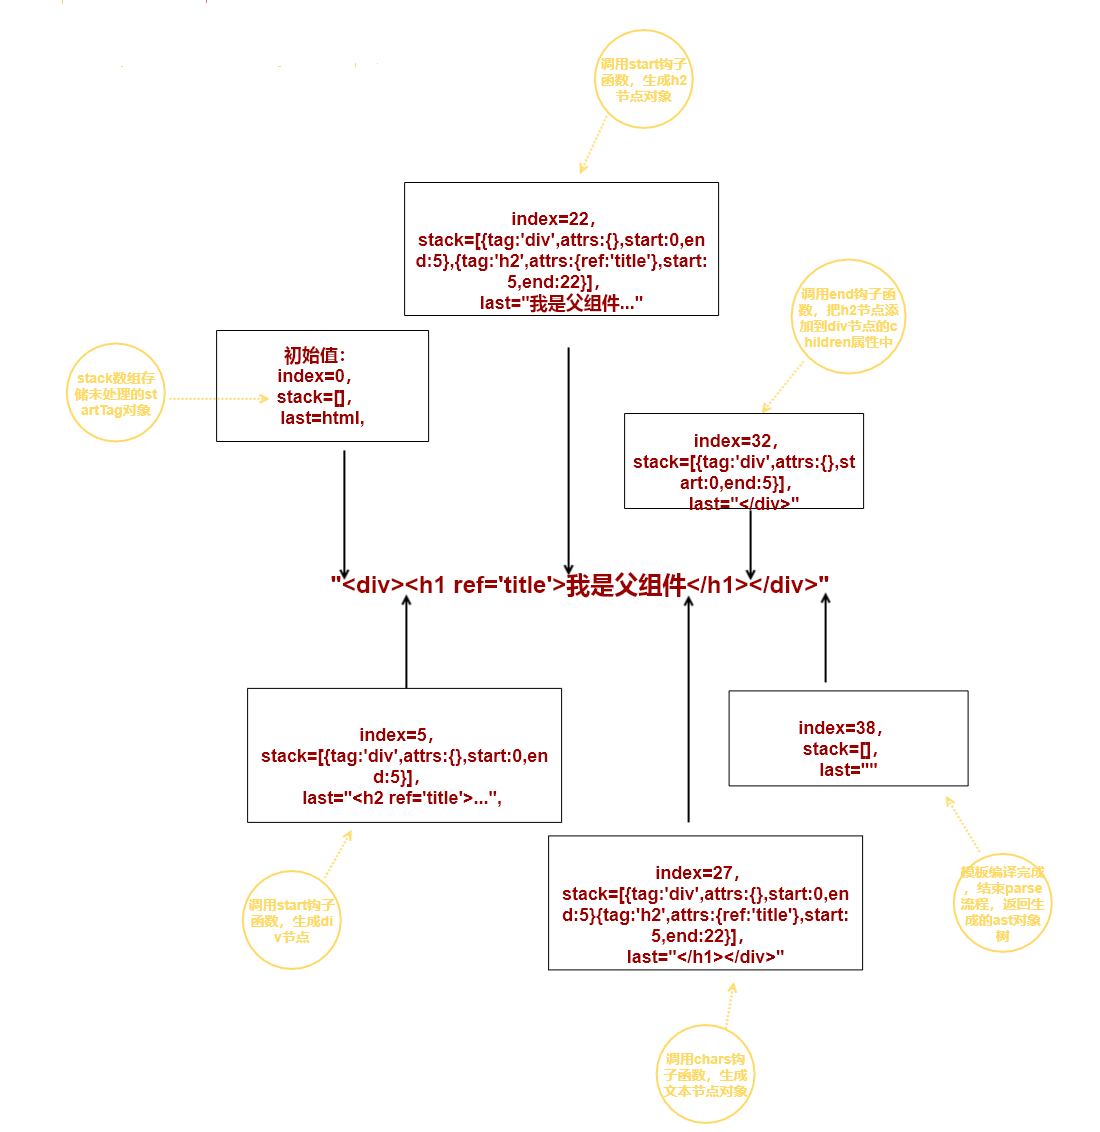 调用start钩子
函数，生成h2
节点对象
index=22，
stack=[{tag:'div',attrs:{},start:0,en
d:5},{tag:'h2',attrs:{ref:'title'},start:
5,end:22}]，
last="我是父组件..."
调用end钩子函
数，把h2节点添
加到div节点的c
hildren属性中
初始值：
index=0，
stack=[]，
last=html,
stack数组存
储未处理的st
artTag对象
index=32，
stack=[{tag:'div',attrs:{},st
art:0,end:5}]，
last="</div>"
"<div><h1 ref='title'>我是父组件</h1></div>"
index=5，
stack=[{tag:'div',attrs:{},start:0,en
d:5}]，
last="<h2 ref='title'>...",
index=38，
stack=[]，
last=""
调用start钩子
函数，生成di
v节点
index=27，
stack=[{tag:'div',attrs:{},start:0,en
d:5}{tag:'h2',attrs:{ref:'title'},start:
5,end:22}]，
last="</h1></div>"
模板编译完成
，结束parse
流程，返回生
成的ast对象
树
调用chars钩
子函数，生成
文本节点对象